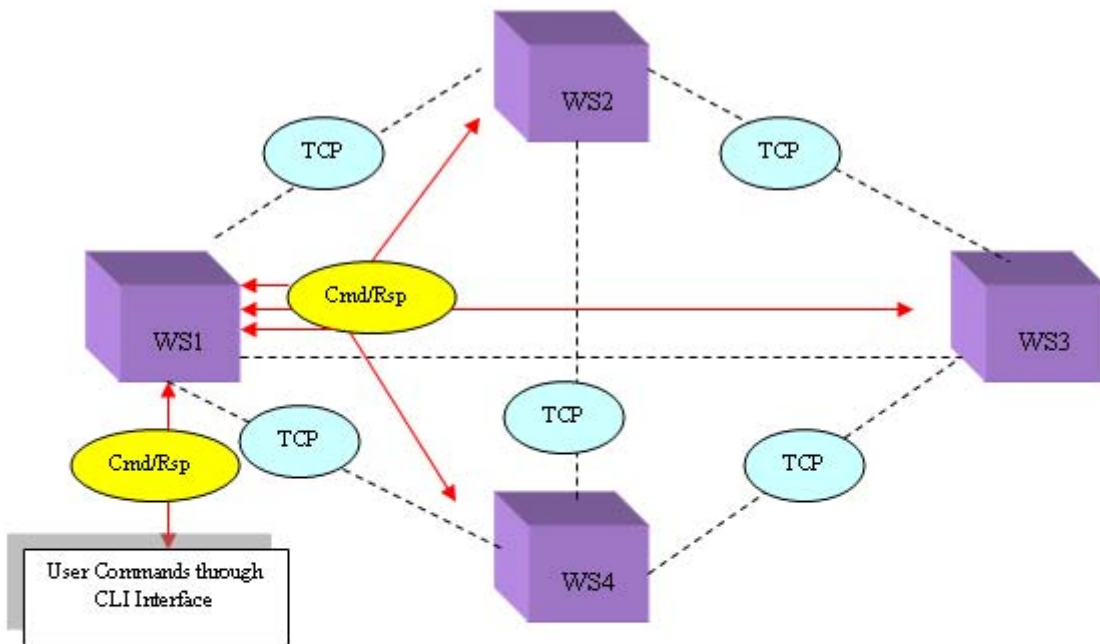 WS2
TCP
TCP
Cmd/Rsp
WS1
WS3
TCP
TCP
Cmd/Rsp
TCP
User Commands through
CLI Interface
WS4